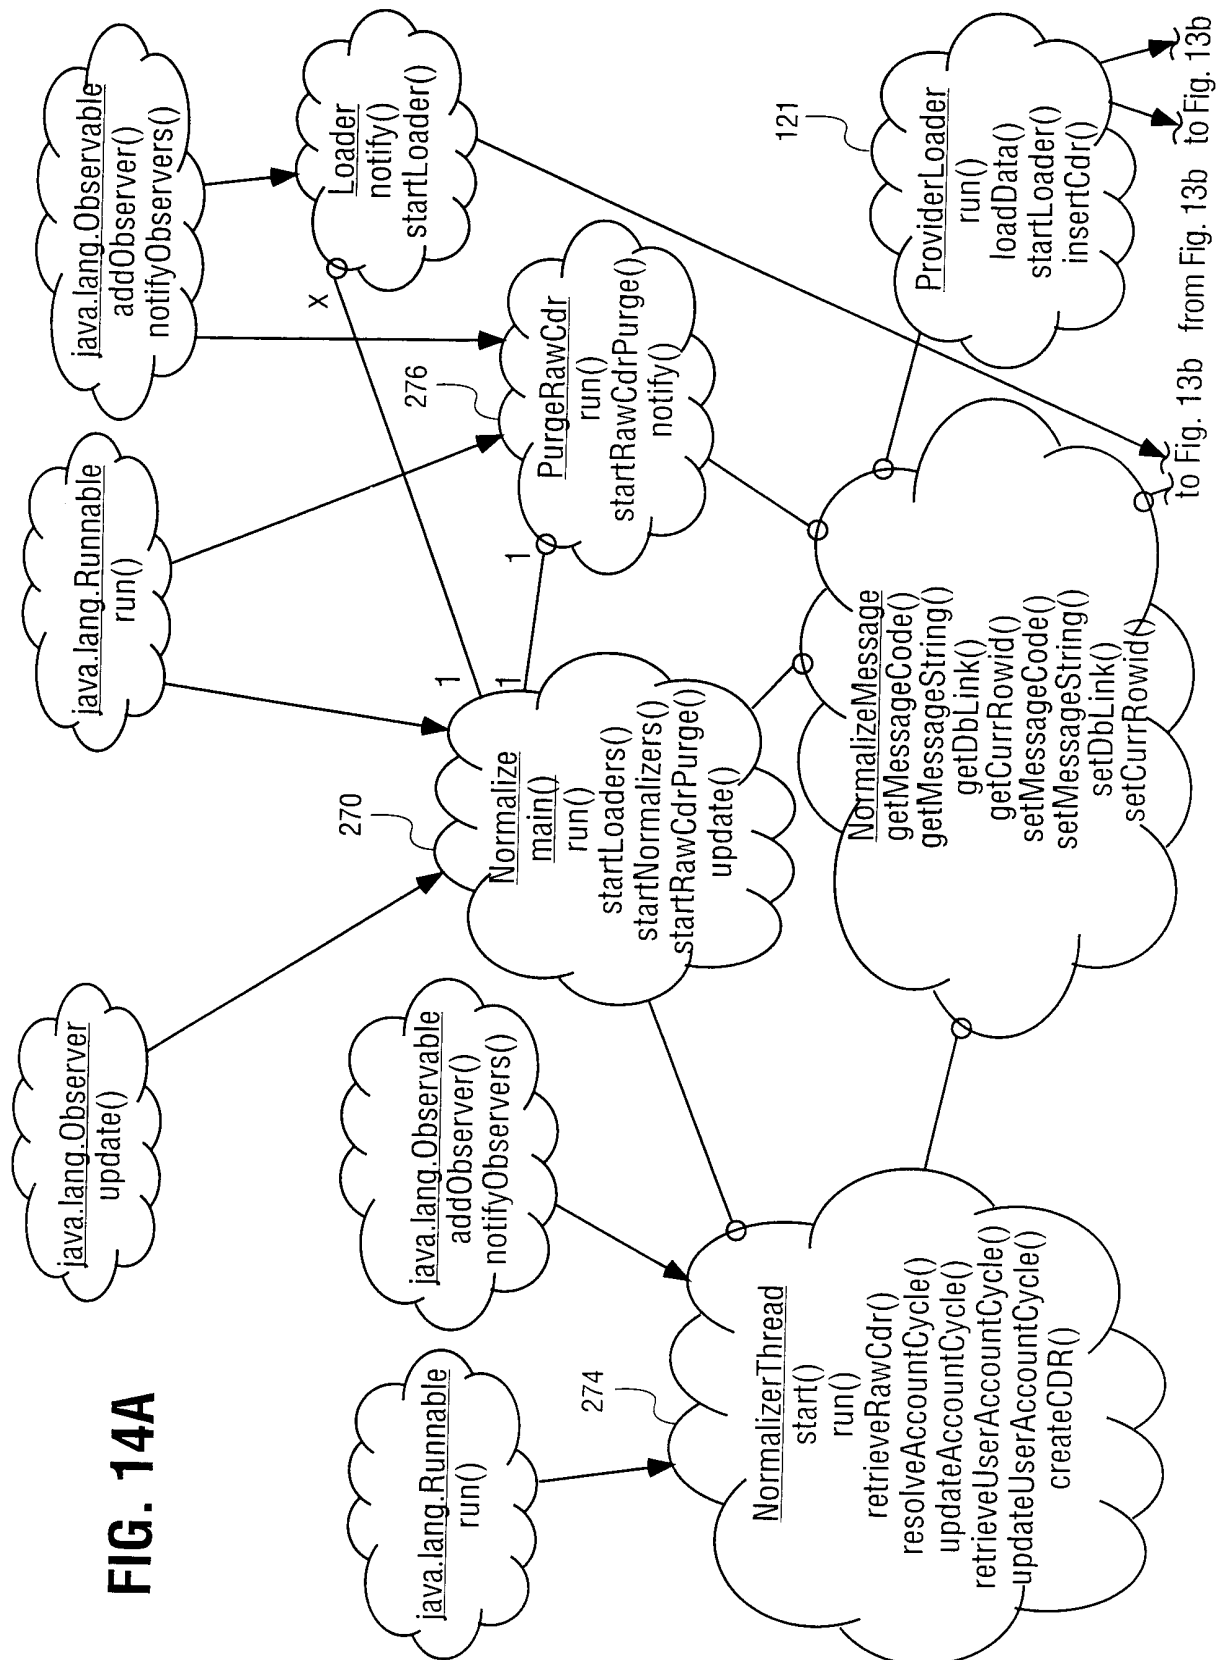 FIG. 14A
java.lang.Observer
update()
java.lang.Runnable
run()
java.lang.Observable
addObserver()
notifyObservers()
java.lang.Runnable
run()
java.lang.Observable
addObserver()
notifyObservers()
Loader
notify()
startLoader()
x
1
1
1
270
Normalize
main()
run()
startLoaders()
startNormalizers()
startRawCdrPurge()
update()
276
PurgeRawCdr
run()
startRawCdrPurge()
notify()
274
NormalizerThread
start()
run()
retrieveRawCdr()
resolveAccountCycle()
updateAccountCycle()
retrieveUserAccountCycle()
updateUserAccountCycle()
createCDR()
NormalizeMessage
getMessageCode()
getMessageString()
getDbLink()
getCurrRowid()
setMessageCode()
setMessageString()
setDbLink()
setCurrRowid()
121
ProviderLoader
run()
loadData()
startLoader()
insertCdr()
to Fig. 13b
from Fig. 13b
to Fig. 13b
to Fig. 13b